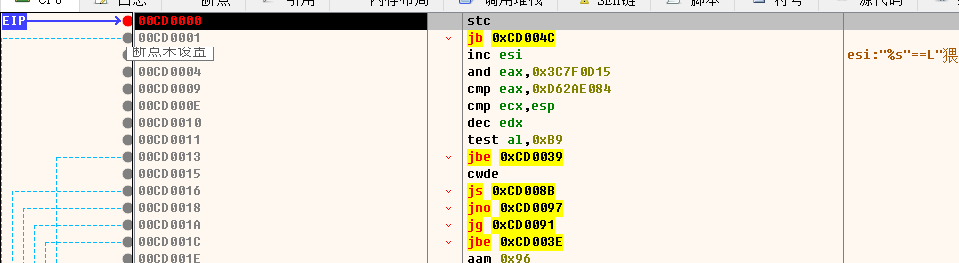 CPU 日志 断点 引用 内存布局 调用堆栈 SEH链 脚本 符号 源代码
EIP 00CD0000 stc
00CD0001 jb 0xCD004C
断点未设置 inc esi esi:"%s"==L"猥
00CD0004 and eax,0x3C7F0D15
00CD0009 cmp eax,0xD62AE084
00CD000E cmp ecx,esp
00CD0010 dec edx
00CD0011 test al,0xB9
00CD0013 jbe 0xCD0039
00CD0015 cwde
00CD0016 js 0xCD008B
00CD0018 jno 0xCD0097
00CD001A jg 0xCD0091
00CD001C jbe 0xCD003E
00CD001E aam 0x96